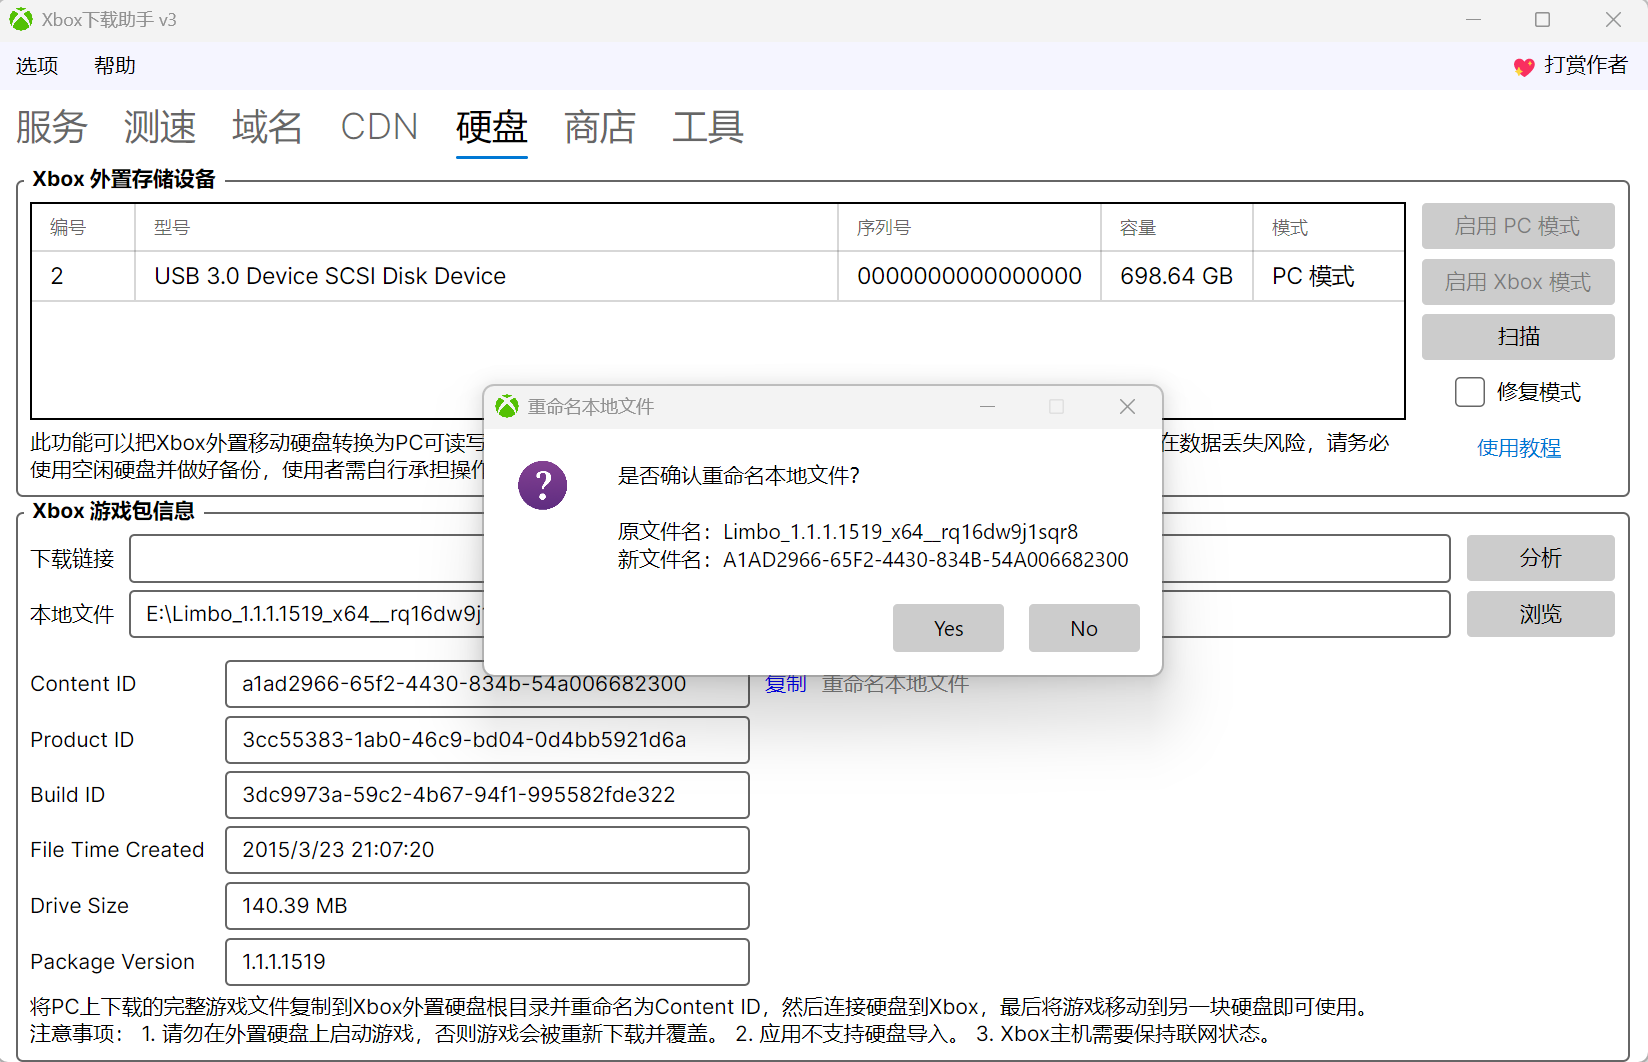 Xbox下载助手 v3
选项 帮助 打赏作者
服务 测速 域名 CDN 硬盘 商店 工具
Xbox 外置存储设备
编号 型号 序列号 容量 模式
2 USB 3.0 Device SCSI Disk Device 0000000000000000 698.64 GB PC 模式
启用 PC 模式
启用 Xbox 模式
扫描
修复模式
使用教程
此功能可以把Xbox外置移动硬盘转换为PC可读写 在数据丢失风险，请务必
使用空闲硬盘并做好备份，使用者需自行承担操作
重命名本地文件
是否确认重命名本地文件？
原文件名：Limbo_1.1.1.1519_x64__rq16dw9j1sqr8
新文件名：A1AD2966-65F2-4430-834B-54A006682300
Yes No
Xbox 游戏包信息
下载链接 分析
本地文件 E:\Limbo_1.1.1.1519_x64__rq16dw9j 浏览
Content ID a1ad2966-65f2-4430-834b-54a006682300 复制 重命名本地文件
Product ID 3cc55383-1ab0-46c9-bd04-0d4bb5921d6a
Build ID 3dc9973a-59c2-4b67-94f1-995582fde322
File Time Created 2015/3/23 21:07:20
Drive Size 140.39 MB
Package Version 1.1.1.1519
将PC上下载的完整游戏文件复制到Xbox外置硬盘根目录并重命名为Content ID，然后连接硬盘到Xbox，最后将游戏移动到另一块硬盘即可使用。
注意事项： 1. 请勿在外置硬盘上启动游戏，否则游戏会被重新下载并覆盖。 2. 应用不支持硬盘导入。 3. Xbox主机需要保持联网状态。